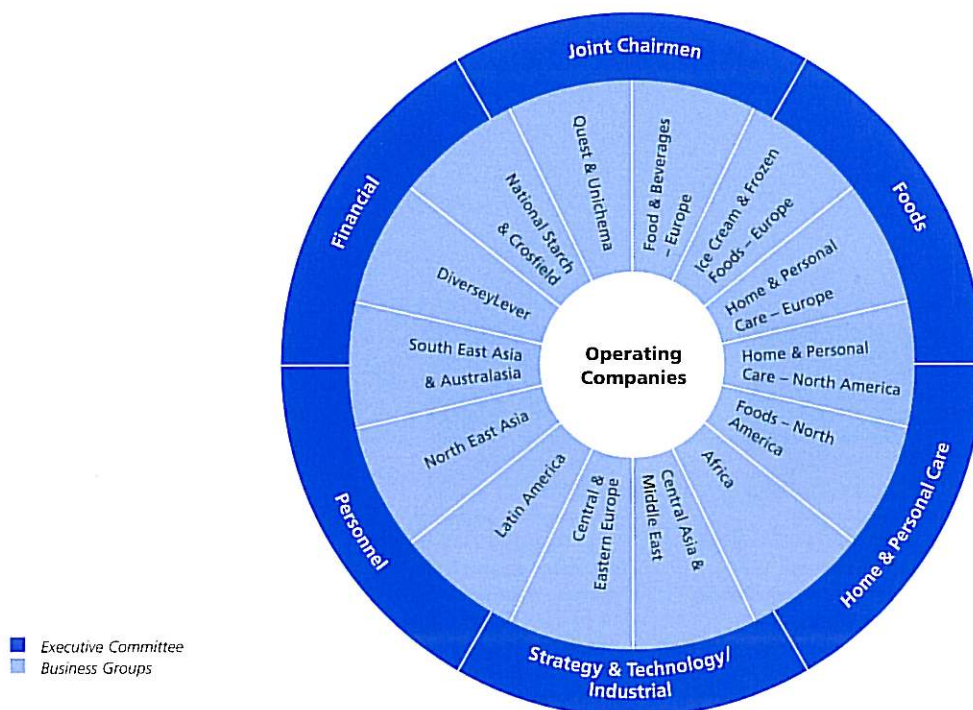 Joint Chairmen
Foods
Home & Personal Care
Strategy & Technology/
Industrial
Personnel
Financial
Food & Beverages
– Europe
Ice Cream & Frozen
Foods – Europe
Home & Personal
Care – Europe
Home & Personal
Care – North America
Foods – North
America
Africa
Central Asia &
Middle East
Central &
Eastern Europe
Latin America
North East Asia
South East Asia
& Australasia
DiverseyLever
National Starch
& Crosfield
Quest & Unichema
Operating
Companies
Executive Committee
Business Groups